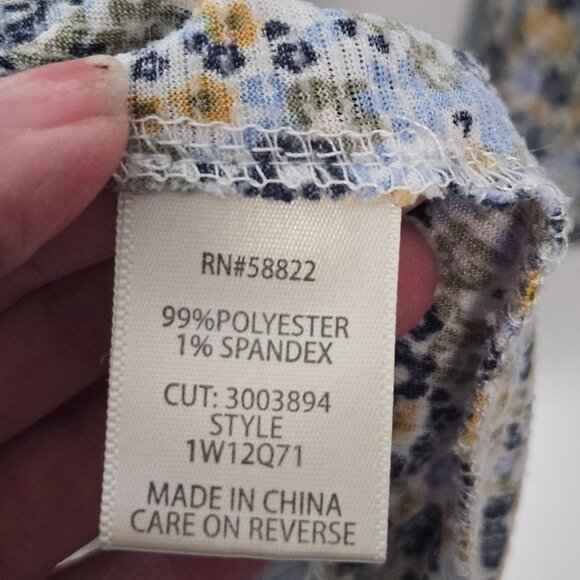 RN#58822
99%POLYESTER
1% SPANDEX
CUT: 3003894
STYLE
1W12Q71
MADE IN CHINA
CARE ON REVERSE